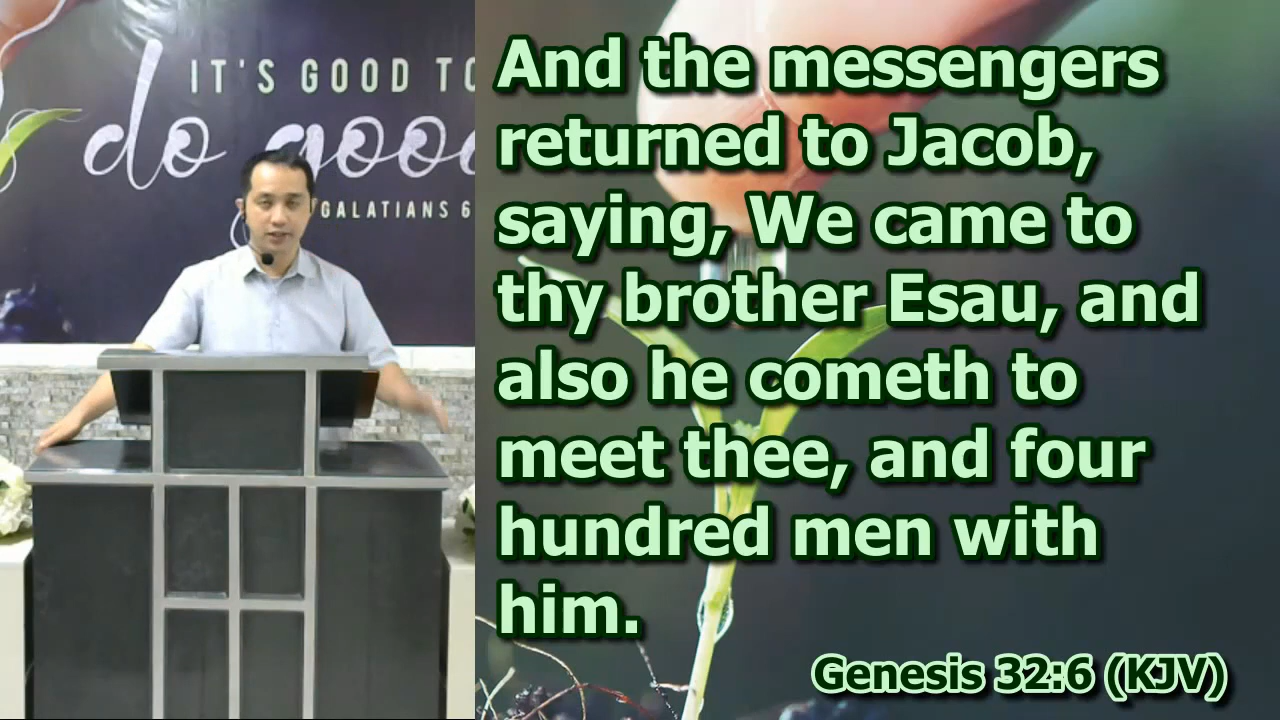 IT'S GOOD TO
do good
GALATIANS 6
And the messengers
returned to Jacob,
saying, We came to
thy brother Esau, and
also he cometh to
meet thee, and four
hundred men with
him.
Genesis 32:6 (KJV)